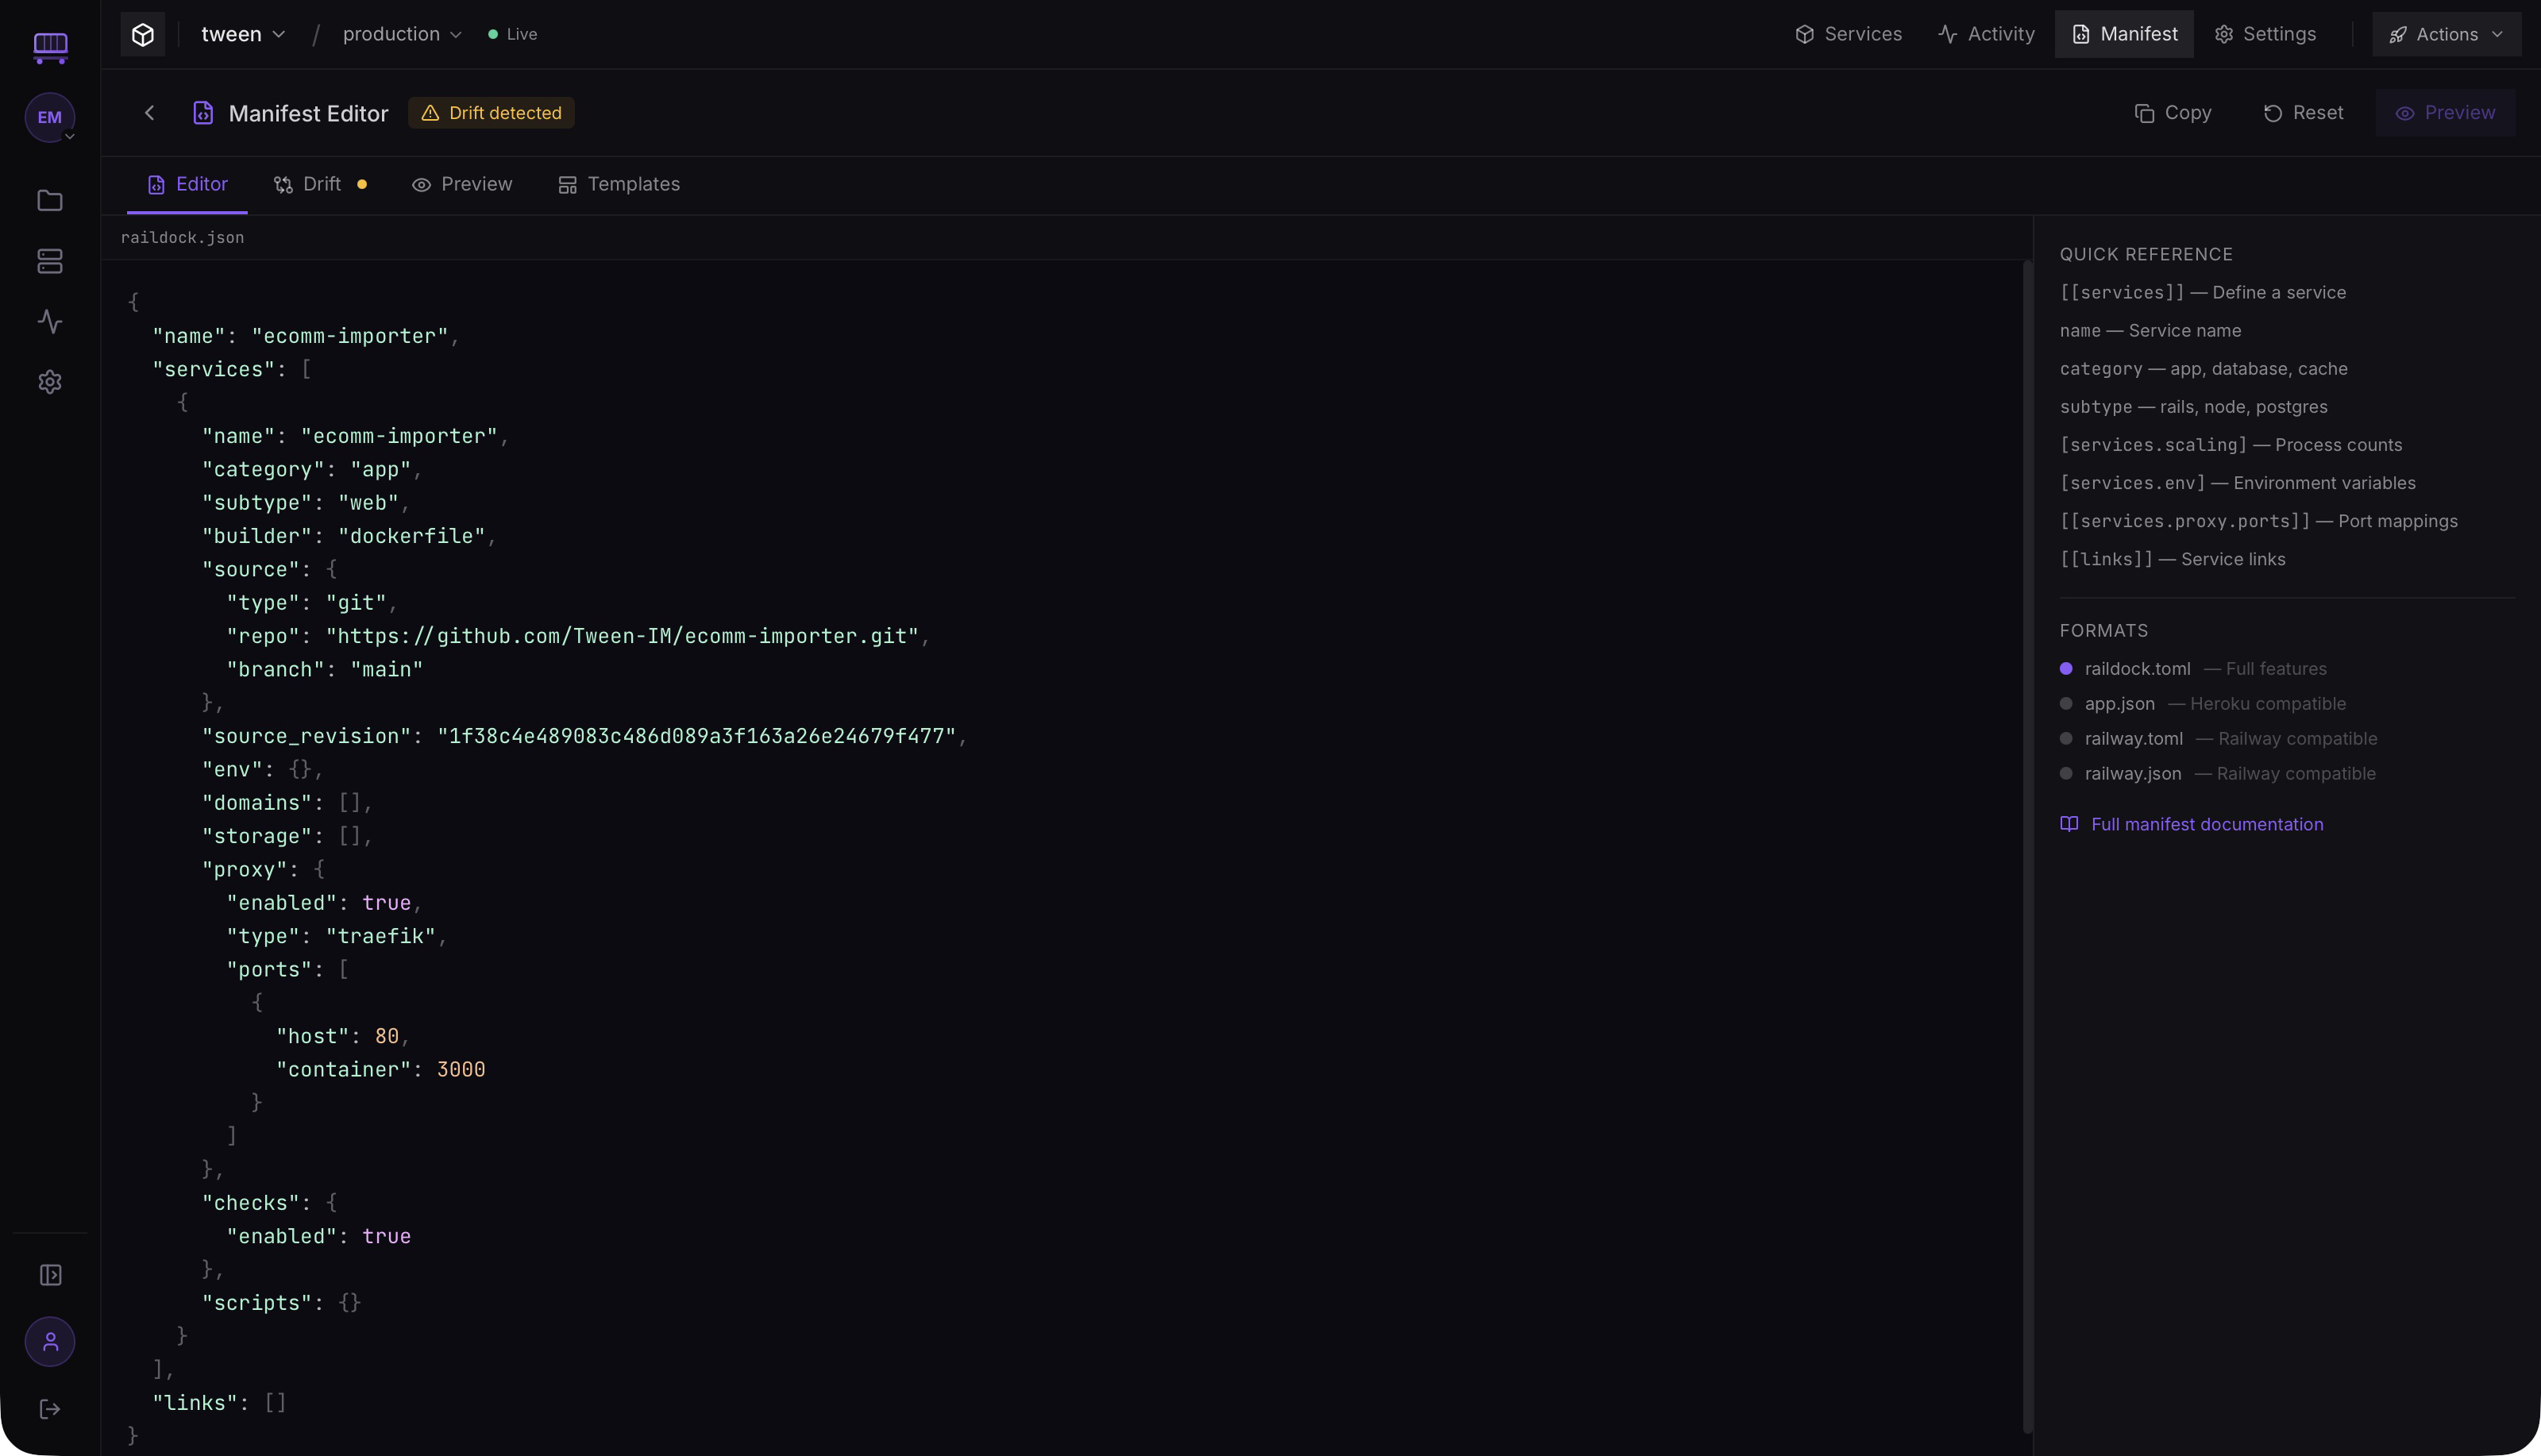 tween / production Live Services Activity Manifest Settings Actions
EM
Manifest Editor Drift detected Copy Reset Preview
Editor Drift Preview Templates
raildock.json
{
  "name": "ecomm-importer",
  "services": [
    {
      "name": "ecomm-importer",
      "category": "app",
      "subtype": "web",
      "builder": "dockerfile",
      "source": {
        "type": "git",
        "repo": "https://github.com/Tween-IM/ecomm-importer.git",
        "branch": "main"
      },
      "source_revision": "1f38c4e489083c486d089a3f163a26e24679f477",
      "env": {},
      "domains": [],
      "storage": [],
      "proxy": {
        "enabled": true,
        "type": "traefik",
        "ports": [
          {
            "host": 80,
            "container": 3000
          }
        ]
      },
      "checks": {
        "enabled": true
      },
      "scripts": {}
    }
  ],
  "links": []
}
QUICK REFERENCE
[[services]] — Define a service
name — Service name
category — app, database, cache
subtype — rails, node, postgres
[services.scaling] — Process counts
[services.env] — Environment variables
[[services.proxy.ports]] — Port mappings
[[links]] — Service links
FORMATS
raildock.toml — Full features
app.json — Heroku compatible
railway.toml — Railway compatible
railway.json — Railway compatible
Full manifest documentation